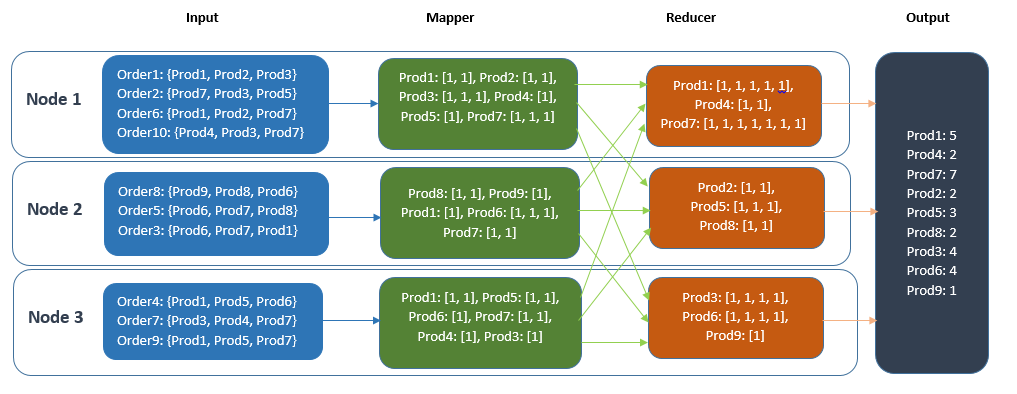 Input Mapper Reducer Output
Node 1
Order1: {Prod1, Prod2, Prod3}
Order2: {Prod7, Prod3, Prod5}
Order6: {Prod1, Prod2, Prod7}
Order10: {Prod4, Prod3, Prod7}
Prod1: [1, 1], Prod2: [1, 1],
Prod3: [1, 1, 1], Prod4: [1],
Prod5: [1], Prod7: [1, 1, 1]
Prod1: [1, 1, 1, 1, 1],
Prod4: [1, 1],
Prod7: [1, 1, 1, 1, 1, 1, 1]
Node 2
Order8: {Prod9, Prod8, Prod6}
Order5: {Prod6, Prod7, Prod8}
Order3: {Prod6, Prod7, Prod1}
Prod8: [1, 1], Prod9: [1],
Prod1: [1], Prod6: [1, 1, 1],
Prod7: [1, 1]
Prod2: [1, 1],
Prod5: [1, 1, 1],
Prod8: [1, 1]
Node 3
Order4: {Prod1, Prod5, Prod6}
Order7: {Prod3, Prod4, Prod7}
Order9: {Prod1, Prod5, Prod7}
Prod1: [1, 1], Prod5: [1, 1],
Prod6: [1], Prod7: [1, 1],
Prod4: [1], Prod3: [1]
Prod3: [1, 1, 1, 1],
Prod6: [1, 1, 1, 1],
Prod9: [1]
Prod1: 5
Prod4: 2
Prod7: 7
Prod2: 2
Prod5: 3
Prod8: 2
Prod3: 4
Prod6: 4
Prod9: 1